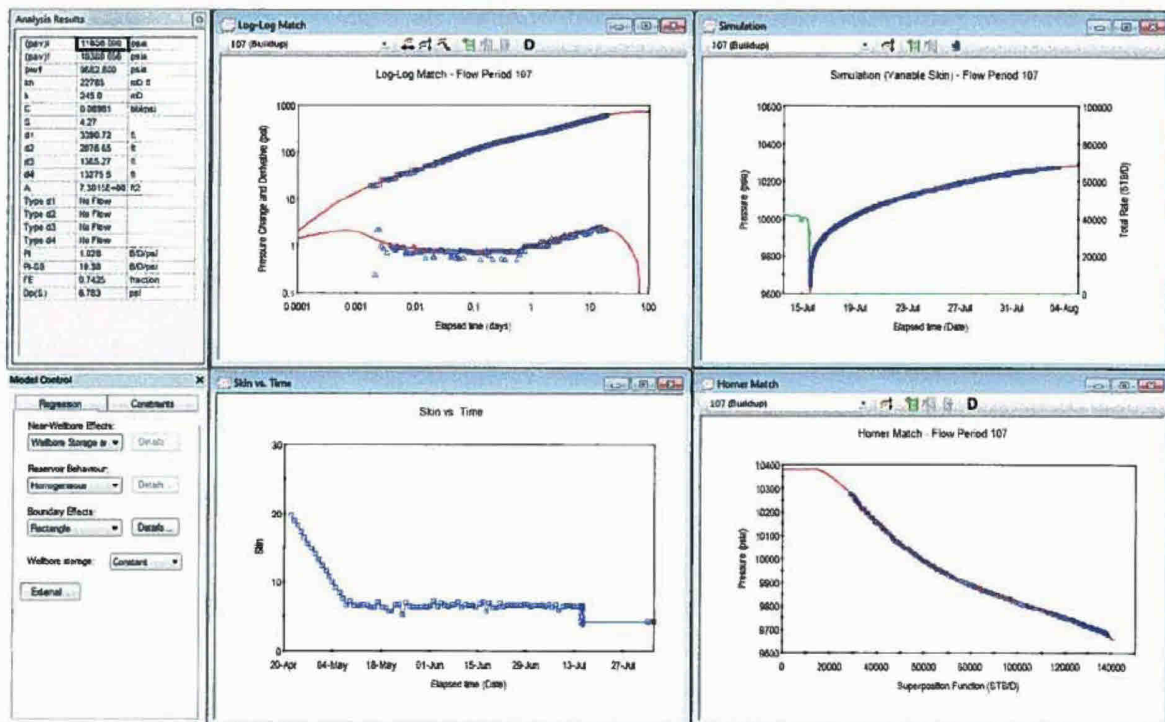 Analysis Results
(pav)i psia
(pav)f psia
pwf psia
kh 22765 mD ft
k 245.0 mD
C
S 4.27
d1 3390.72 ft
d2 ft
d3 ft
d4 ft
A ft2
Type d1 No Flow
Type d2 No Flow
Type d3 No Flow
Type d4 No Flow
PI B/D/psi
B/D/psi
FE fraction
Dp(S) psi
Log-Log Match
107 (Buildup)
D
Log-Log Match - Flow Period 107
Pressure Change and Derivative (psi)
1000
100
10
1
0.1
0.0001 0.001 0.01 0.1 1 10 100
Elapsed time (days)
Simulation
107 (Buildup)
Simulation (Variable Skin) - Flow Period 107
Pressure (psia)
Total Rate (STB/D)
10600 100000
80000
10400
60000
10200
10000 40000
9800 20000
9600 0
15-Jul 19-Jul 23-Jul 27-Jul 31-Jul 04-Aug
Elapsed time (Date)
Model Control
Regression Constraints
Near-Wellbore Effects:
Wellbore Storage Details
Reservoir Behaviour:
Homogeneous Details ...
Boundary Effects:
Rectangle Details ...
Wellbore storage: Constant
External ...
Skin vs. Time
Skin vs. Time
Skin
30
20
10
0
20-Apr 04-May 18-May 01-Jun 15-Jun 29-Jun 13-Jul 27-Jul
Elapsed time (Date)
Horner Match
107 (Buildup)
D
Horner Match - Flow Period 107
Pressure (psia)
10400
10300
10200
10100
10000
9900
9800
9700
9600
0 20000 40000 60000 80000 100000 120000 140000
Superposition Function (STB/D)